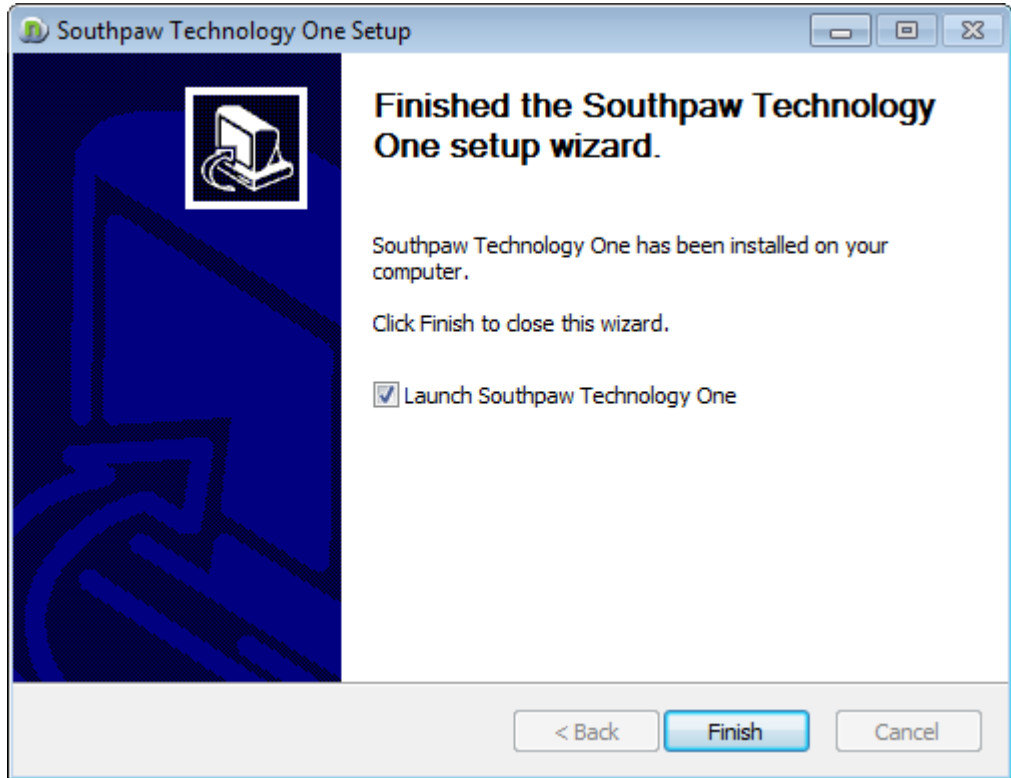 Southpaw Technology One Setup
Finished the Southpaw Technology
One setup wizard.
Southpaw Technology One has been installed on your
computer.
Click Finish to close this wizard.
Launch Southpaw Technology One
< Back
Finish
Cancel